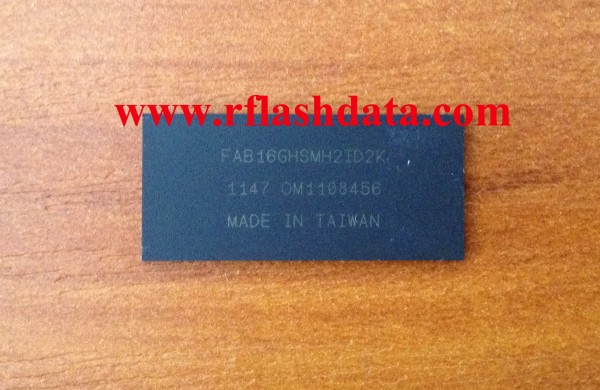 www.rflashdata.com
FAB16GHSMH2ID2K
1147 OM1108456
MADE IN TAIWAN